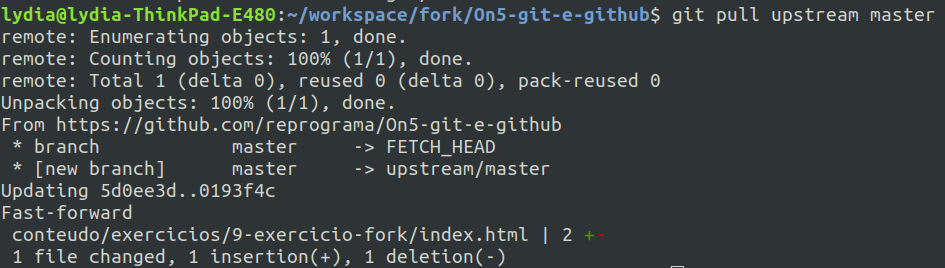 lydia@lydia-ThinkPad-E480:~/workspace/fork/On5-git-e-github$ git pull upstream master
remote: Enumerating objects: 1, done.
remote: Counting objects: 100% (1/1), done.
remote: Total 1 (delta 0), reused 0 (delta 0), pack-reused 0
Unpacking objects: 100% (1/1), done.
From https://github.com/reprograma/On5-git-e-github
 * branch            master     -> FETCH_HEAD
 * [new branch]      master     -> upstream/master
Updating 5d0ee3d..0193f4c
Fast-forward
 conteudo/exercicios/9-exercicio-fork/index.html | 2 +-
 1 file changed, 1 insertion(+), 1 deletion(-)